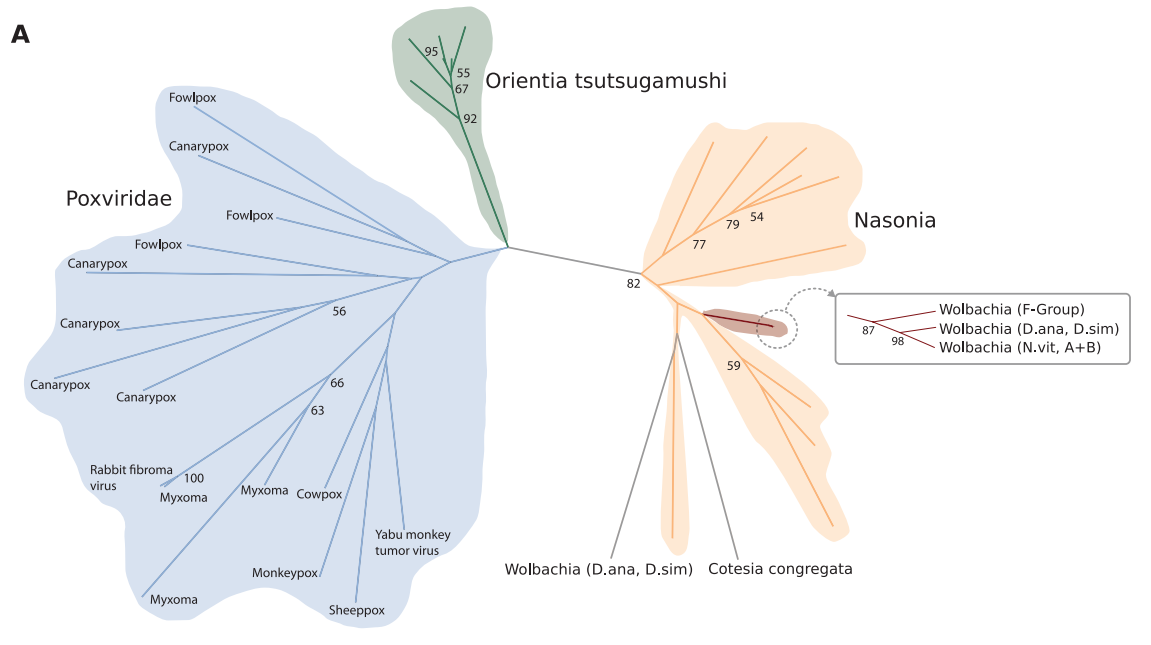 A
95
55
67
92
Orientia tsutsugamushi
Fowlpox
Canarypox
Poxviridae
Fowlpox
Fowlpox
Canarypox
Canarypox
56
Canarypox
Canarypox
66
63
Rabbit fibroma
virus
100
Myxoma
Myxoma
Cowpox
Yabu monkey
tumor virus
Monkeypox
Myxoma
Sheeppox
54
79
77
Nasonia
82
Wolbachia (F-Group)
87
Wolbachia (D.ana, D.sim)
98
Wolbachia (N.vit, A+B)
59
Wolbachia (D.ana, D.sim)
Cotesia congregata